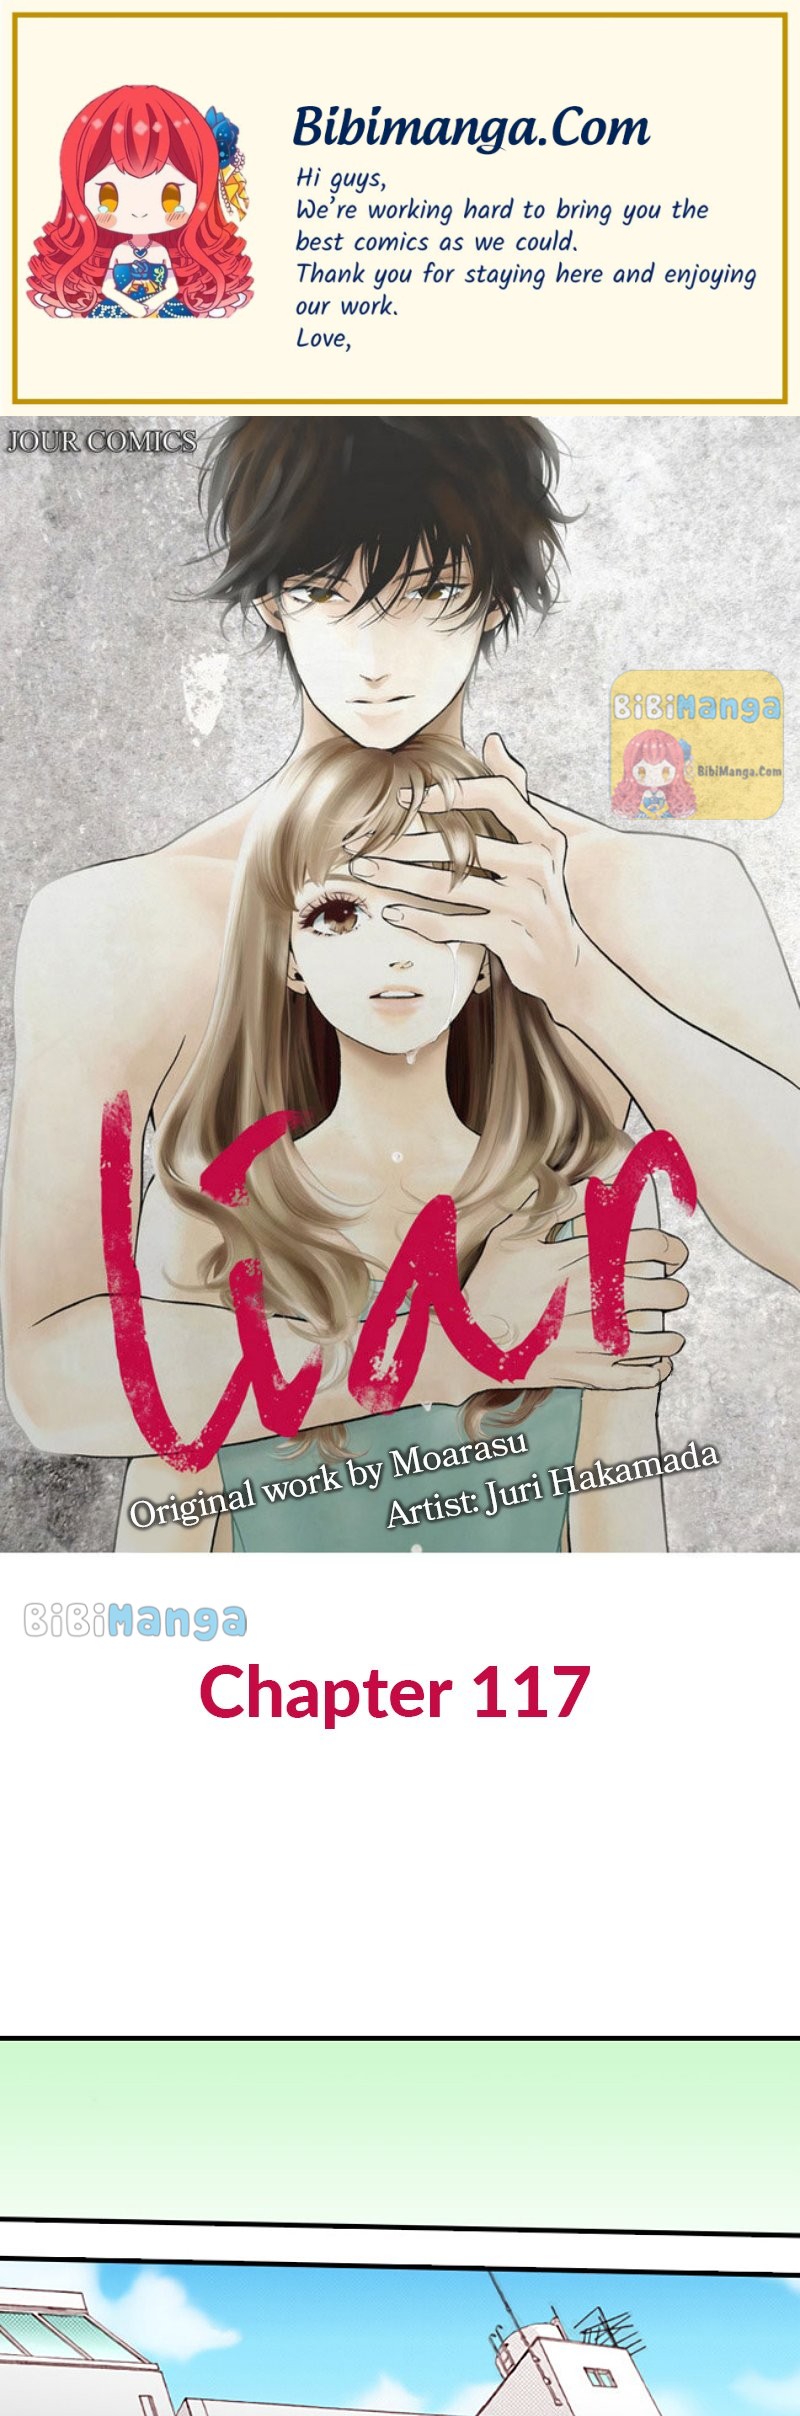 Bibimanga.Com
Hi guys,
We're working hard to bring you the
best comics as we could.
Thank you for staying here and enjoying
our work.
Love,
JOUR COMICS
BiBiManga
BibiManga.Com
liar
Original work by Moarasu
Artist: Juri Hakamada
BiBiManga
Chapter 117